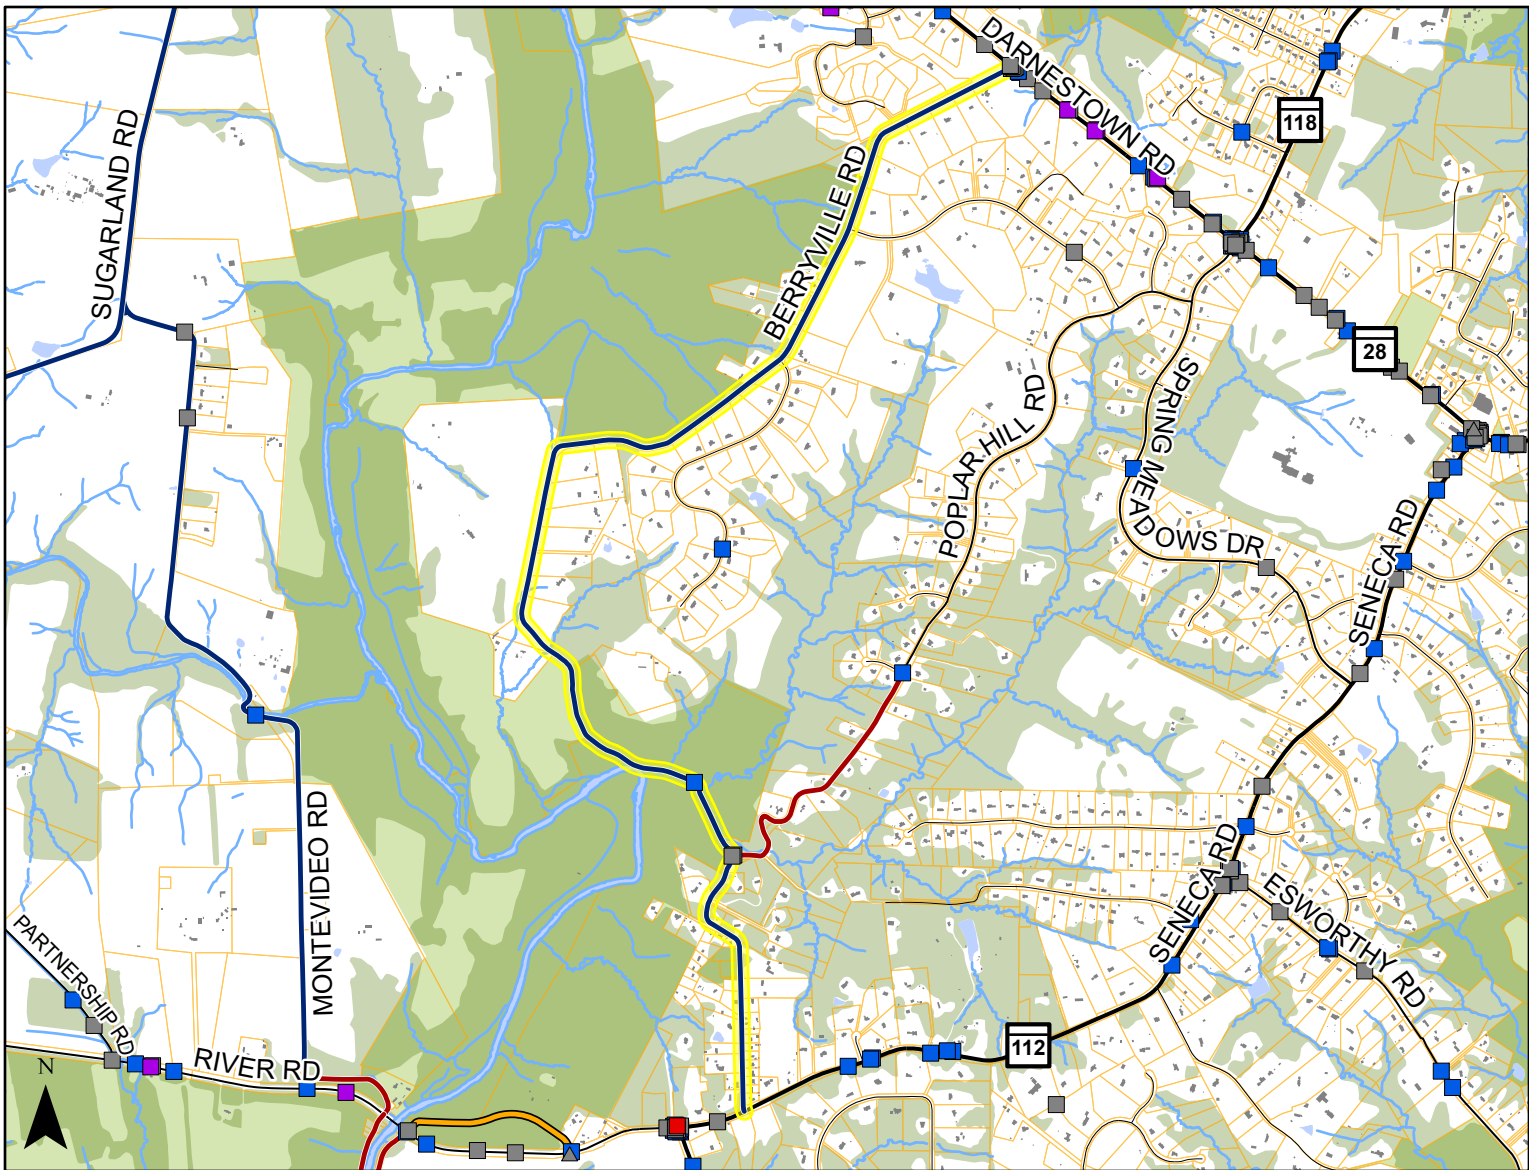 DARNESTOWN RD
118
SUGARLAND RD
BERRYVILLE RD
28
SPRING MEADOWS DR
POPLAR HILL RD
SENECA RD
MONTEVIDEO RD
SENECA RD
ESWORTHY RD
PARTNERSHIP RD
112
RIVER RD
N